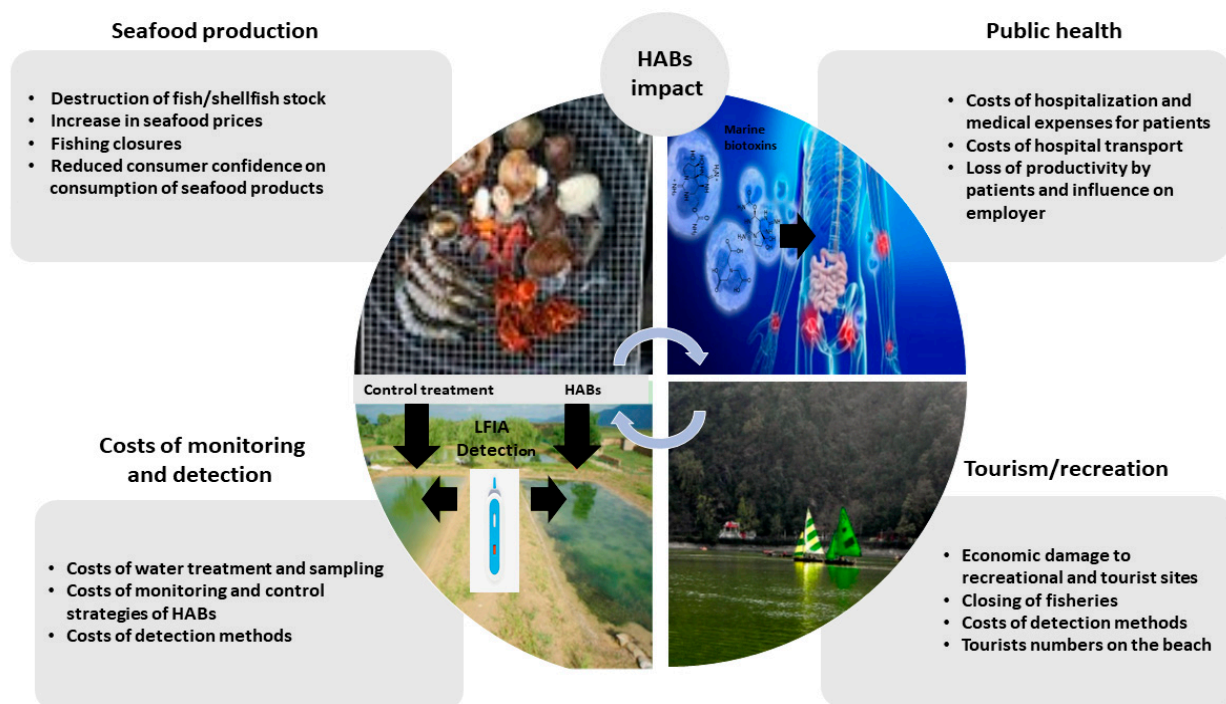 Seafood production
• Destruction of fish/shellfish stock
• Increase in seafood prices
• Fishing closures
• Reduced consumer confidence on
consumption of seafood products
HABs
impact
Public health
• Costs of hospitalization and
medical expenses for patients
• Costs of hospital transport
• Loss of productivity by
patients and influence on
employer
Marine
biotoxins
Control treatment
HABs
LFIA
Detection
Costs of monitoring
and detection
• Costs of water treatment and sampling
• Costs of monitoring and control
strategies of HABs
• Costs of detection methods
Tourism/recreation
• Economic damage to
recreational and tourist sites
• Closing of fisheries
• Costs of detection methods
• Tourists numbers on the beach